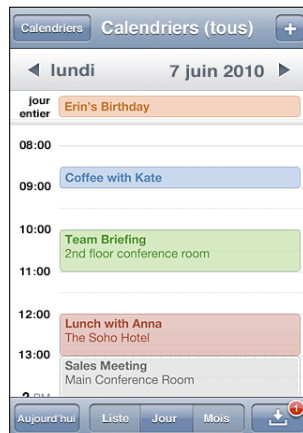 Calendriers Calendriers (tous) +
lundi 7 juin 2010
jour entier Erin's Birthday
08:00
Coffee with Kate
09:00
10:00
Team Briefing
2nd floor conference room
11:00
12:00
Lunch with Anna
The Soho Hotel
13:00
Sales Meeting
Main Conference Room
PM
Aujourd'hui Liste Jour Mois 1